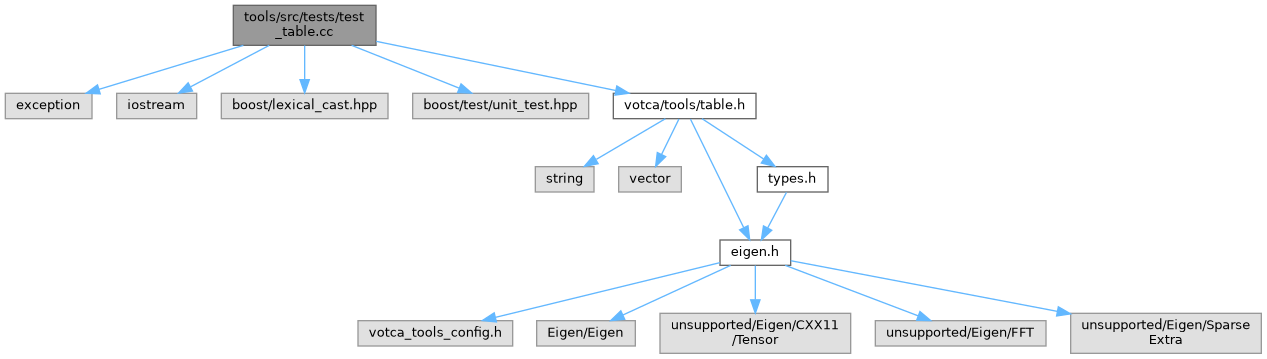 tools/src/tests/test
_table.cc
exception
iostream
boost/lexical_cast.hpp
boost/test/unit_test.hpp
votca/tools/table.h
string
vector
types.h
eigen.h
votca_tools_config.h
Eigen/Eigen
unsupported/Eigen/CXX11
/Tensor
unsupported/Eigen/FFT
unsupported/Eigen/Sparse
Extra